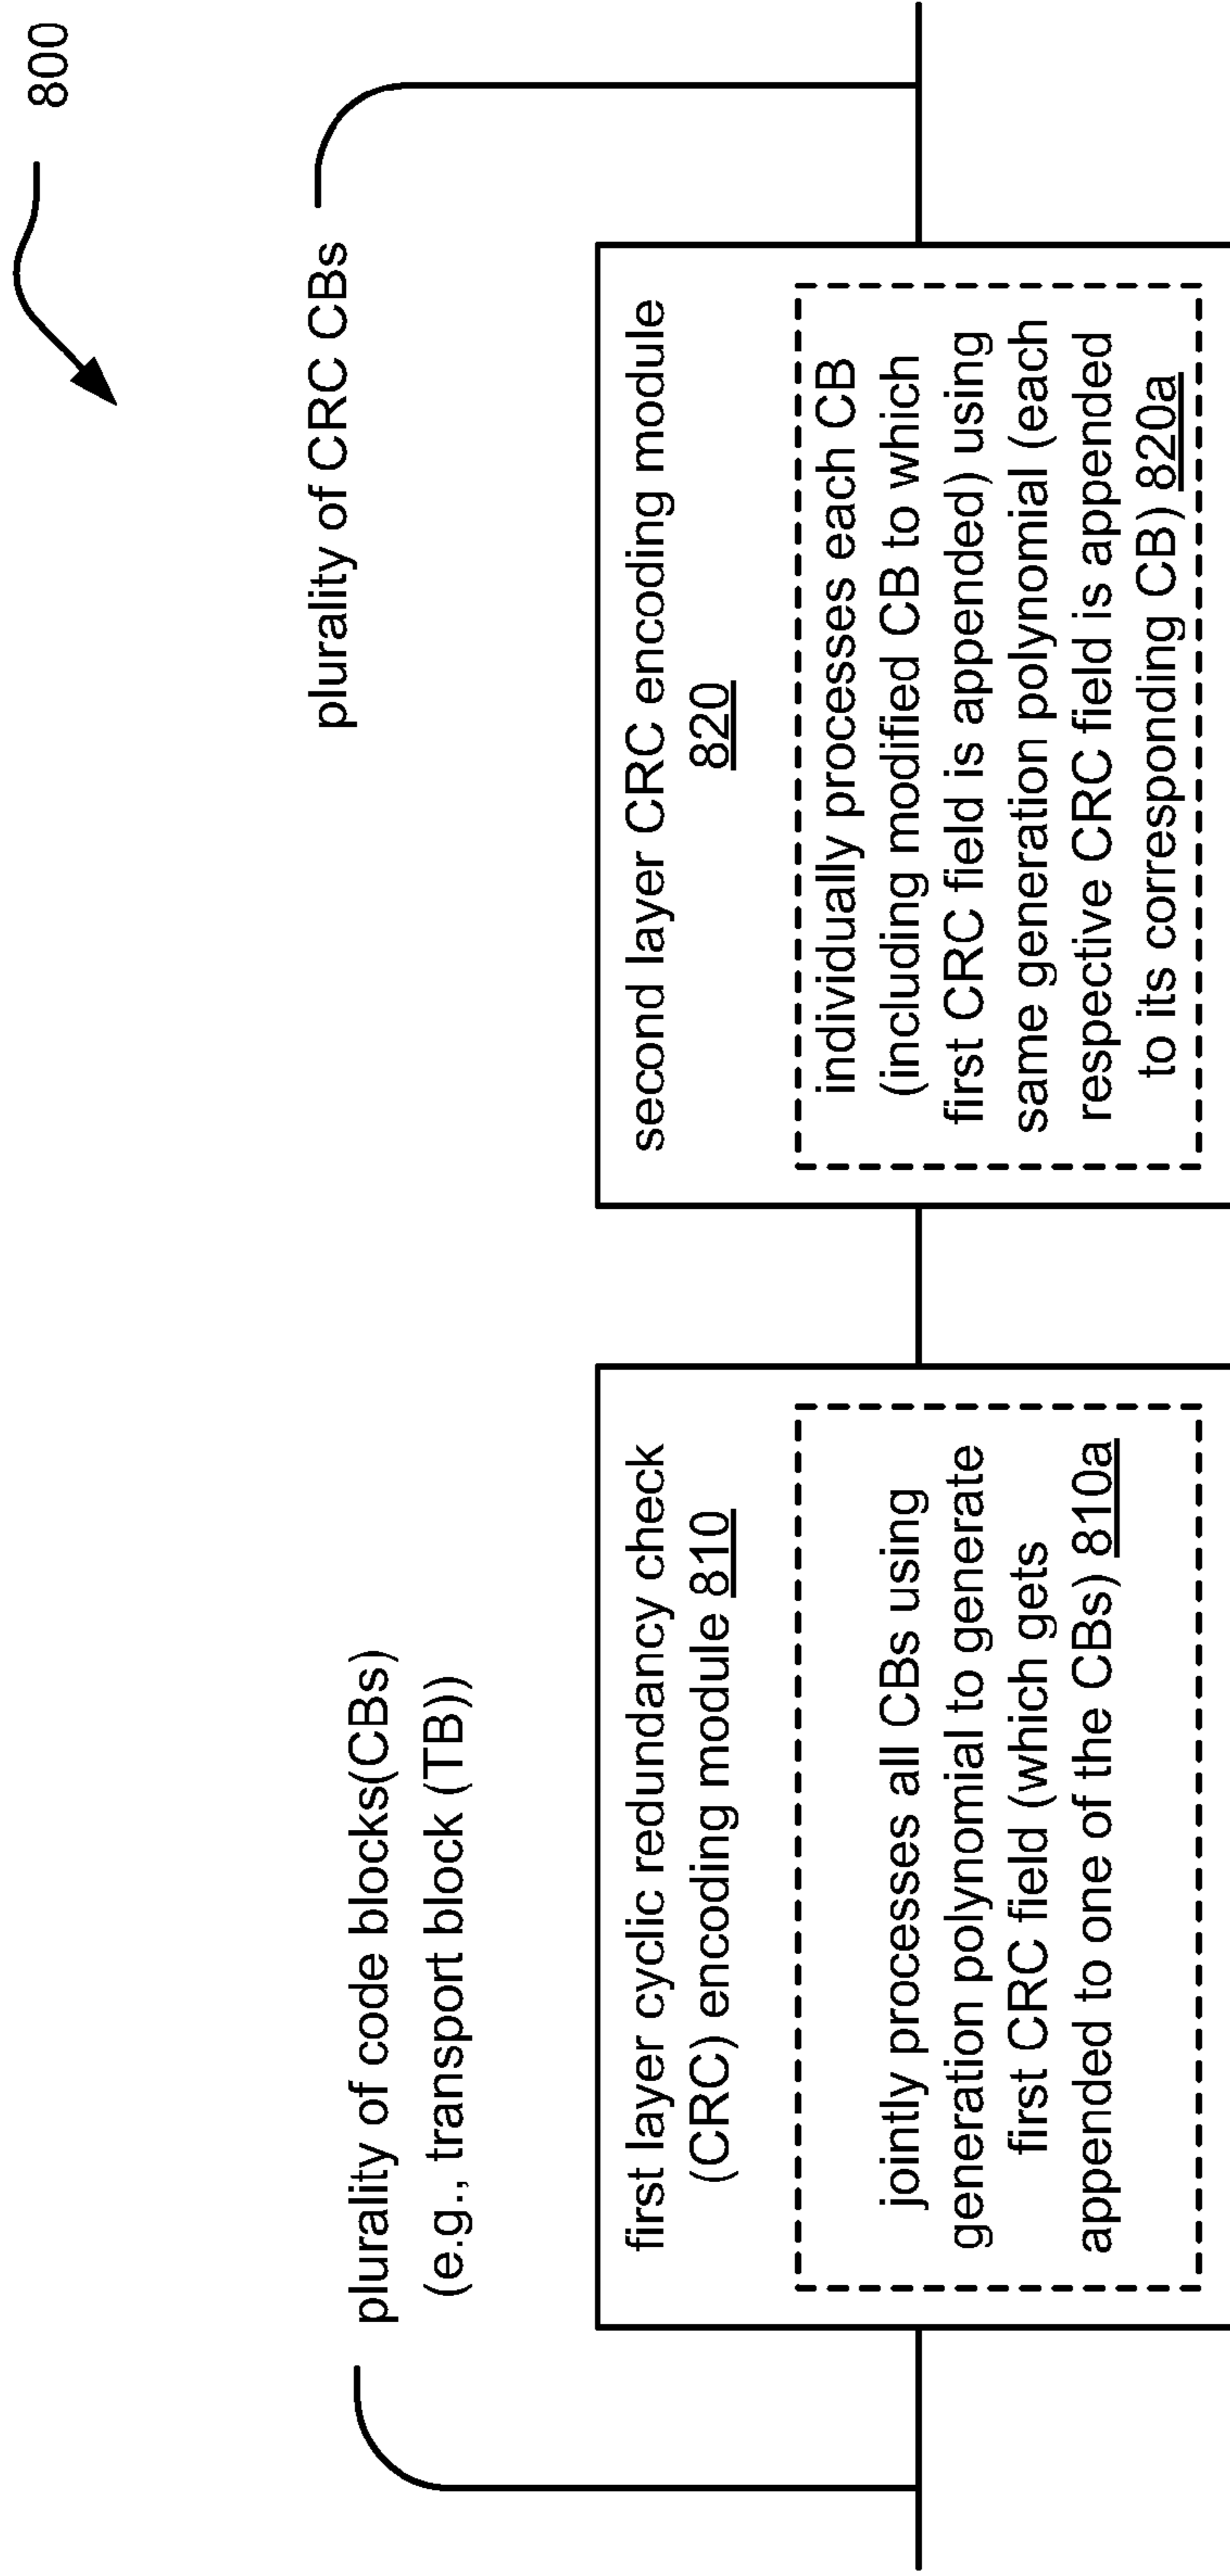 800
plurality of code blocks(CBs)
(e.g., transport block (TB))
plurality of CRC CBs
first layer cyclic redundancy check
(CRC) encoding module 810
jointly processes all CBs using
generation polynomial to generate
first CRC field (which gets
appended to one of the CBs) 810a
second layer CRC encoding module
820
individually processes each CB
(including modified CB to which
first CRC field is appended) using
same generation polynomial (each
respective CRC field is appended
to its corresponding CB) 820a